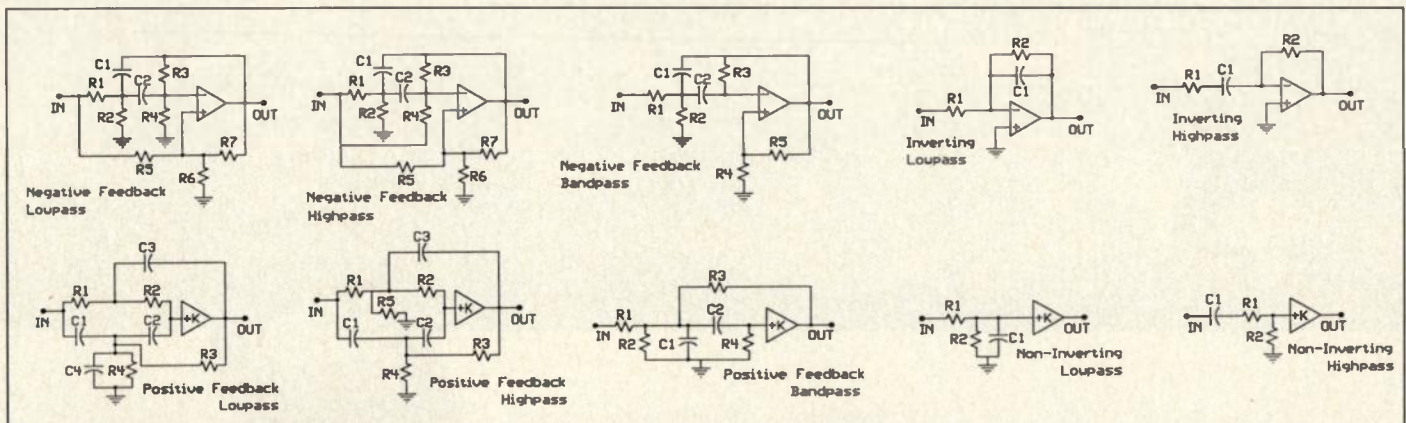 C1
C2
R3
IN
R1
R2
R4
OUT
R7
R5
R6
Negative Feedback
Lowpass
C1
C2
R3
IN
R1
R2
R4
OUT
R7
R5
R6
Negative Feedback
Highpass
C1
C2
R3
IN
R1
R2
OUT
R5
R4
Negative Feedback
Bandpass
R2
C1
R1
IN
OUT
Inverting
Lowpass
R2
R1
C1
IN
OUT
Inverting
Highpass
C3
R1
R2
+K
IN
OUT
C1
C2
R3
C4
R4
Positive Feedback
Lowpass
C3
R1
R2
R5
+K
IN
OUT
C1
C2
R3
R4
Positive Feedback
Highpass
R3
R1
C2
+K
IN
OUT
R2
C1
R4
Positive Feedback
Bandpass
R1
+K
IN
OUT
R2
C1
Non-Inverting
Lowpass
C1
R1
+K
IN
OUT
R2
Non-Inverting
Highpass